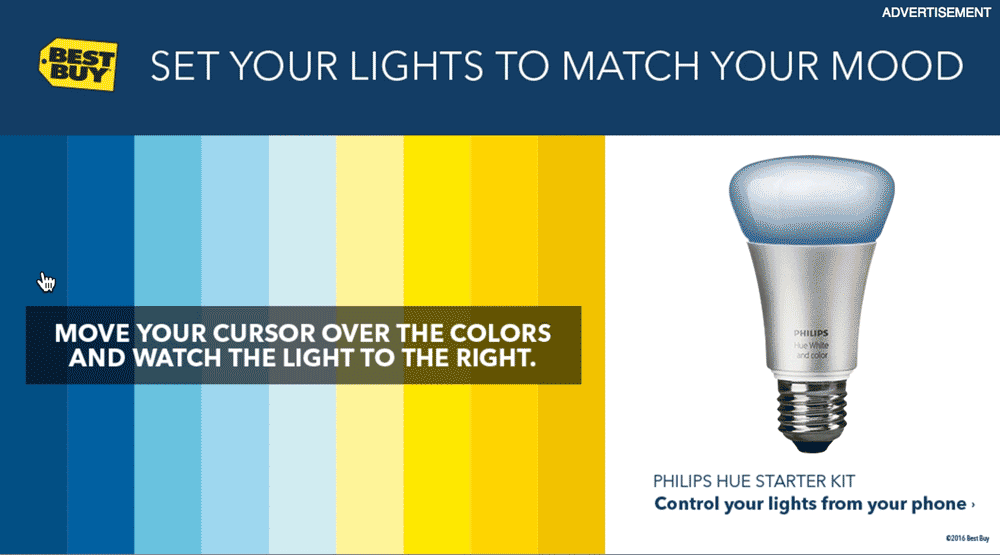 ADVERTISEMENT
BEST
BUY
SET YOUR LIGHTS TO MATCH YOUR MOOD
MOVE YOUR CURSOR OVER THE COLORS
AND WATCH THE LIGHT TO THE RIGHT.
PHILIPS
Hue White
and color
PHILIPS HUE STARTER KIT
Control your lights from your phone ›
©2016 Best Buy